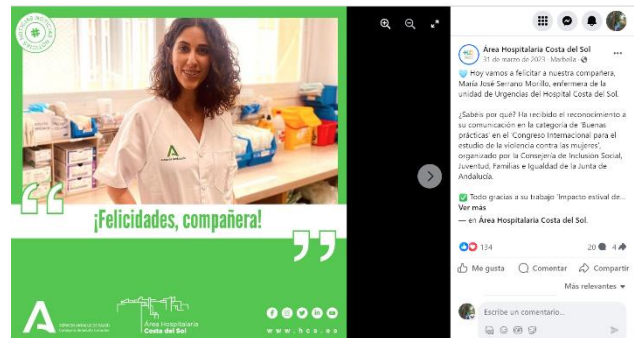 NOTICIAS NOTICIAS NOTICIAS
#
¡Felicidades, compañera!
Área Hospitalaria
Costa del Sol
www.hcs.es
Área Hospitalaria Costa del Sol
31 de marzo de 2023 · Marbella ·
Hoy vamos a felicitar a nuestra compañera,
María José Serrano Morillo, enfermera de la
unidad de Urgencias del Hospital Costa del Sol.
¿Sabéis por qué? Ha recibido el reconocimiento a
su comunicación en la categoría de 'Buenas
prácticas' en el 'Congreso Internacional para el
estudio de la violencia contra las mujeres',
organizado por la Consejería de Inclusión Social,
Juventud, Familias e Igualdad de la Junta de
Andalucía.
Todo gracias a su trabajo 'Impacto estival de...
Ver más
— en Área Hospitalaria Costa del Sol.
134
20
4
Me gusta
Comentar
Compartir
Más relevantes
Escribe un comentario...